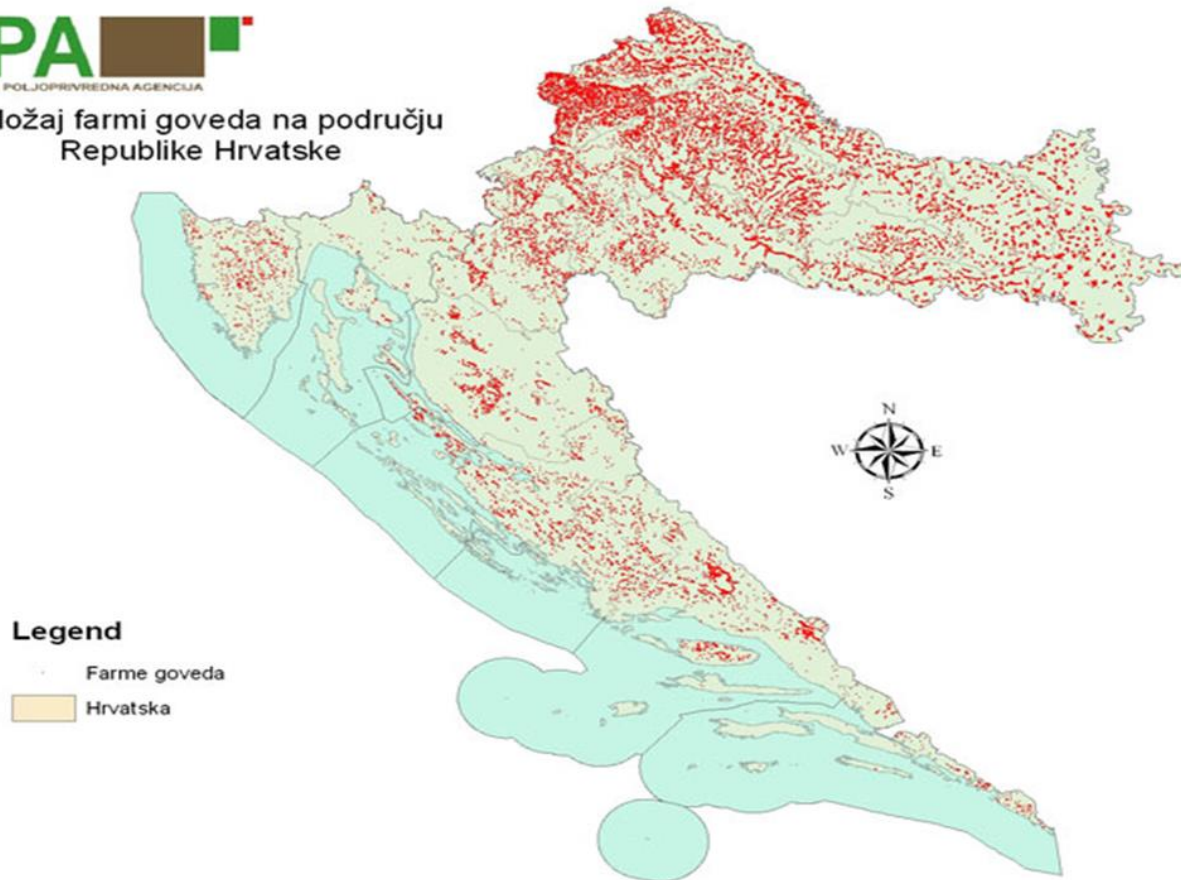 PA
POLJOPRIVREDNA AGENCIJA
ložaj farmi goveda na području
Republike Hrvatske
N
W E
S
Legend
Farme goveda
Hrvatska